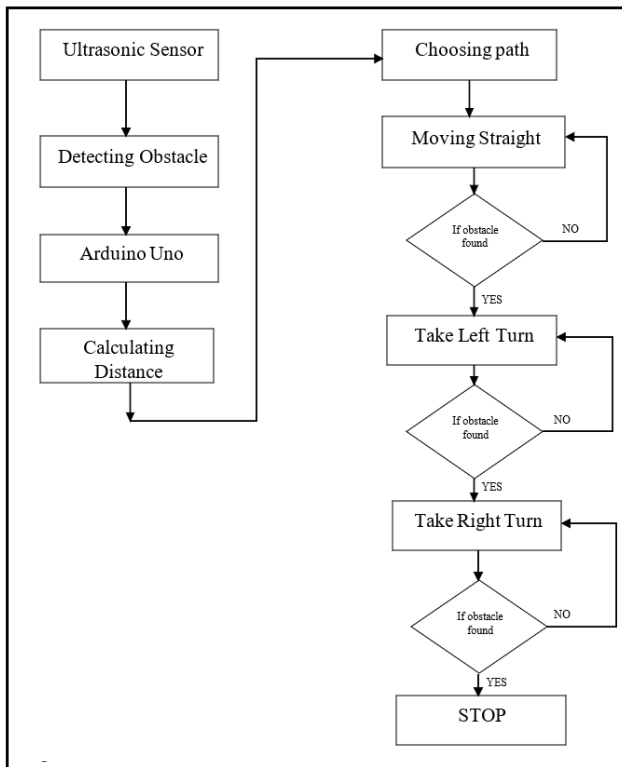 Ultrasonic Sensor
Detecting Obstacle
Arduino Uno
Calculating
Distance
Choosing path
Moving Straight
If obstacle
found
NO
YES
Take Left Turn
If obstacle
found
NO
YES
Take Right Turn
If obstacle
found
NO
YES
STOP